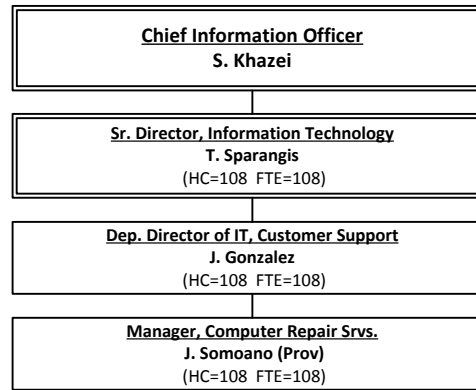 Chief Information Officer
S. Khazei
Sr. Director, Information Technology
T. Sparangis
(HC=108 FTE=108)
Dep. Director of IT, Customer Support
J. Gonzalez
(HC=108 FTE=108)
Manager, Computer Repair Srvs.
J. Somoano (Prov)
(HC=108 FTE=108)